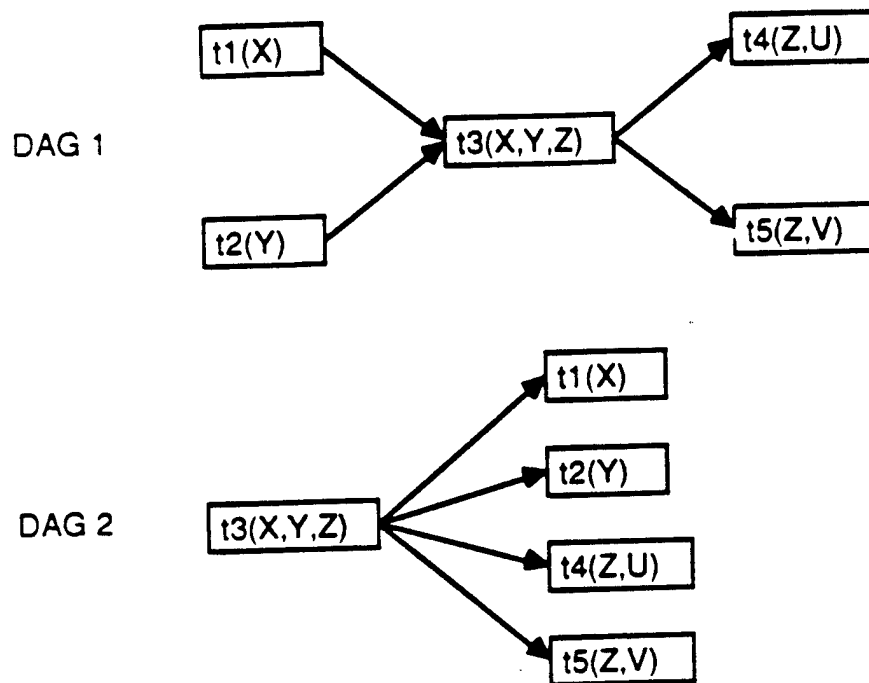 t1(X)
t4(Z,U)
DAG 1
t3(X,Y,Z)
t2(Y)
t5(Z,V)
t1(X)
t2(Y)
DAG 2
t3(X,Y,Z)
t4(Z,U)
t5(Z,V)